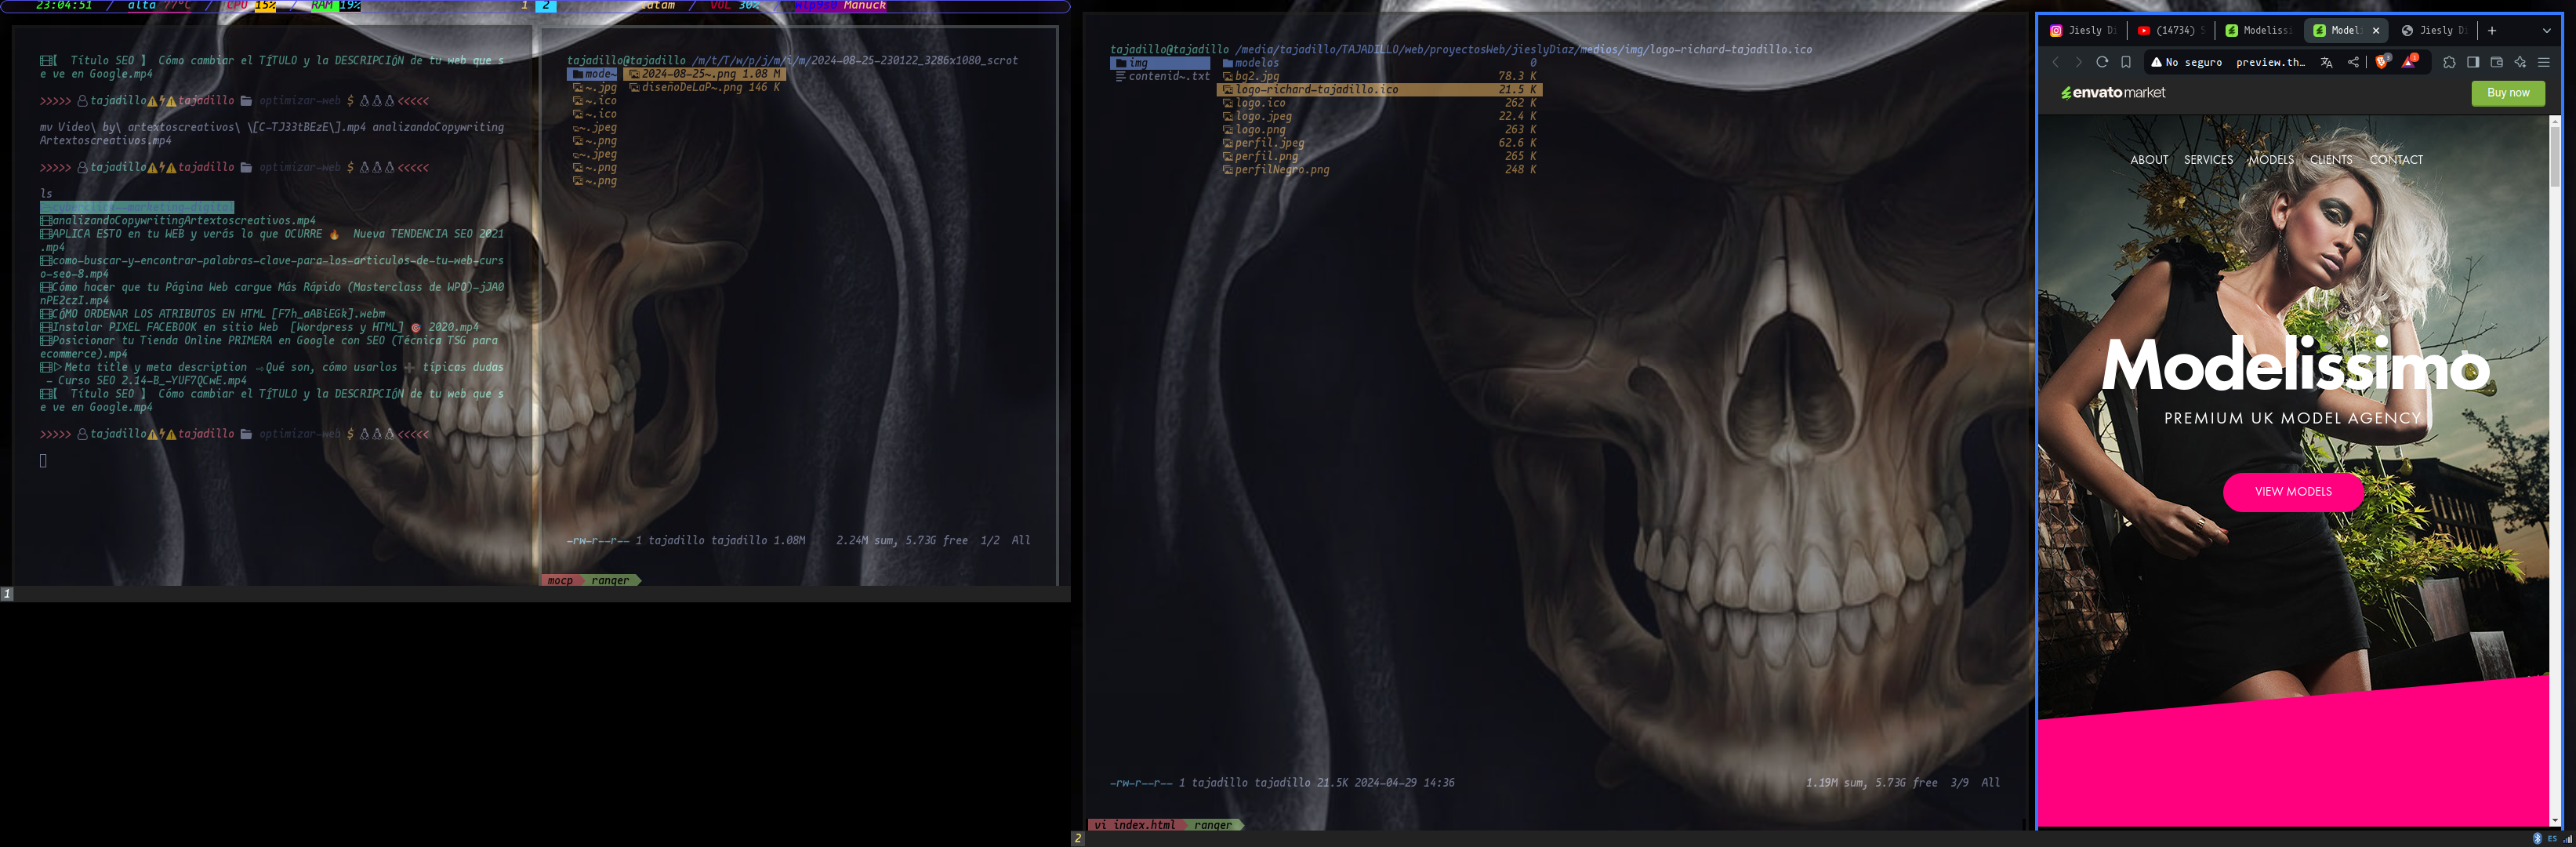 23:04:51 / alta 77°C / CPU 15% / RAM 19%
1 2
latam / VOL 30% / wlp9s0 Manuck
【 Título SEO 】 Cómo cambiar el TÍTULO y la DESCRIPCIÓN de tu web que s
e ve en Google.mp4
>>>>> tajadillo⚠⚡⚠tajadillo optimizar-web $ <<<<<
mv Video\ by\ artextoscreativos\ \[C-TJ33tBEzE\].mp4 analizandoCopywriting
Artextoscreativos.mp4
>>>>> tajadillo⚠⚡⚠tajadillo optimizar-web $ <<<<<
ls
analizandoCopywritingArtextoscreativos.mp4
APLICA ESTO en tu WEB y verás lo que OCURRE 🔥 Nueva TENDENCIA SEO 2021
.mp4
como-buscar-y-encontrar-palabras-clave-para-los-articulos-de-tu-web-curs
o-seo-8.mp4
Cómo hacer que tu Página Web cargue Más Rápido (Masterclass de WPO)-jJA0
nPE2czI.mp4
CÓMO ORDENAR LOS ATRIBUTOS EN HTML [F7h_aABiEGk].webm
Instalar PIXEL FACEBOOK en sitio Web [Wordpress y HTML] 🎯 2020.mp4
Posicionar tu Tienda Online PRIMERA en Google con SEO (Técnica TSG para
ecommerce).mp4
▷ Meta title y meta description ⇨ Qué son, cómo usarlos ➕ típicas dudas
- Curso SEO 2.14-B_-YUF7QCwE.mp4
【 Título SEO 】 Cómo cambiar el TÍTULO y la DESCRIPCIÓN de tu web que s
e ve en Google.mp4
>>>>> tajadillo⚠⚡⚠tajadillo optimizar-web $ <<<<<
1
tajadillo@tajadillo /m/t/T/w/p/j/m/i/m/2024-08-25-230122_3286x1080_scrot
mode~ 2024-08-25~.png 1.08 M
~.jpg diseñoDeLaP~.png 146 K
~.ico
~.ico
~.jpeg
~.png
~.jpeg
~.png
~.png
-rw-r--r-- 1 tajadillo tajadillo 1.08M 2.24M sum, 5.73G free 1/2 All
mocp ranger
tajadillo@tajadillo /media/tajadillo/TAJADILLO/web/proyectosWeb/jieslyDiaz/medios/img/logo-richard-tajadillo.ico
img modelos 0
contenid~.txt bg2.jpg 78.3 K
logo-richard-tajadillo.ico 21.5 K
logo.ico 262 K
logo.jpeg 22.4 K
logo.png 263 K
perfil.jpeg 62.6 K
perfil.png 265 K
perfilNegro.png 248 K
-rw-r--r-- 1 tajadillo tajadillo 21.5K 2024-04-29 14:36 1.19M sum, 5.73G free 3/9 All
vi index.html ranger
2
Jiesly Di (14734) S Modelissi Model Jiesly Di
No seguro preview.th...
envato market Buy now
ABOUT SERVICES MODELS CLIENTS CONTACT
Modelissimo
PREMIUM UK MODEL AGENCY
VIEW MODELS
ES